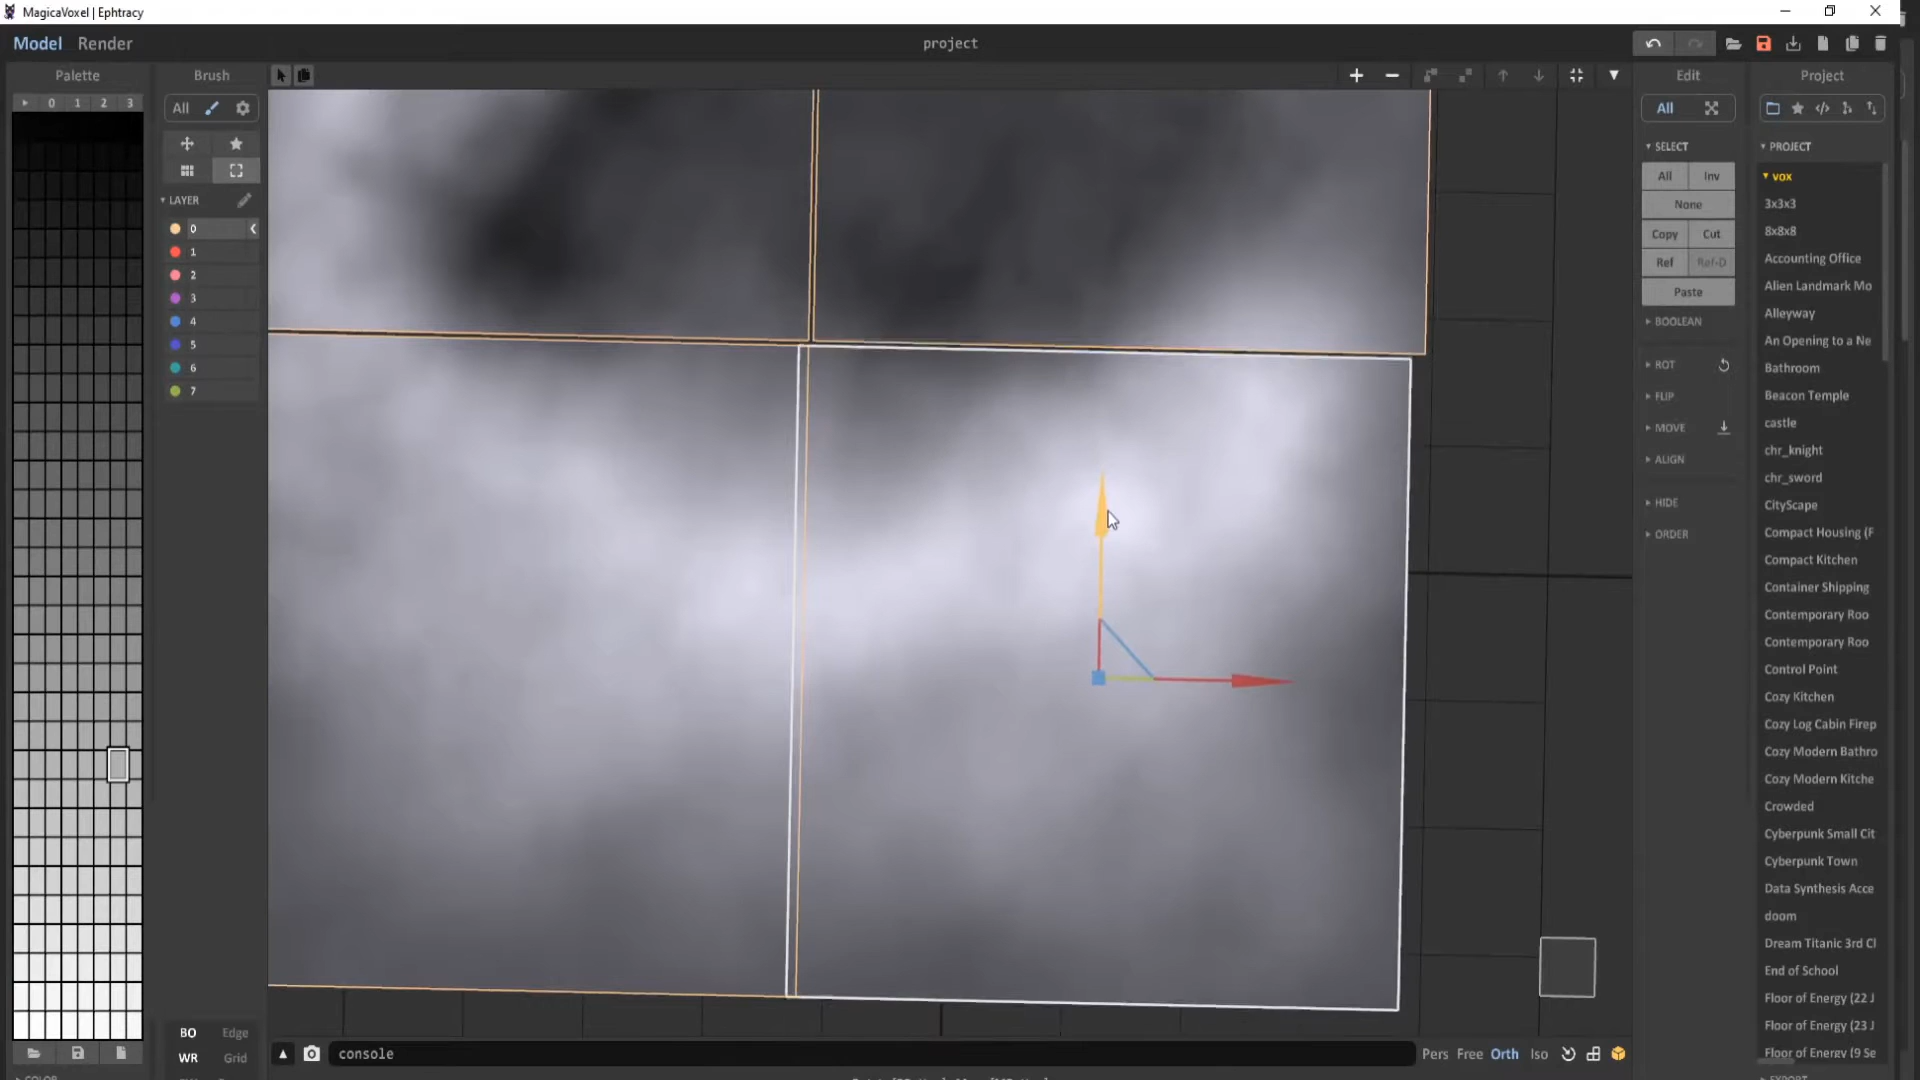 MagicaVoxel | Ephtracy
Model Render
project
Palette
0 1 2 3
Brush
All
LAYER
0
1
2
3
4
5
6
7
BO Edge
WR Grid
console
Pers Free Orth Iso
Edit
All
SELECT
All Inv
None
Copy Cut
Ref Ref-D
Paste
BOOLEAN
ROT
FLIP
MOVE
ALIGN
HIDE
ORDER
Project
PROJECT
vox
3x3x3
8x8x8
Accounting Office
Alien Landmark Mo
Alleyway
An Opening to a Ne
Bathroom
Beacon Temple
castle
chr_knight
chr_sword
CityScape
Compact Housing (F
Compact Kitchen
Container Shipping
Contemporary Roo
Contemporary Roo
Control Point
Cozy Kitchen
Cozy Log Cabin Firep
Cozy Modern Bathro
Cozy Modern Kitche
Crowded
Cyberpunk Small Cit
Cyberpunk Town
Data Synthesis Acce
doom
Dream Titanic 3rd Cl
End of School
Floor of Energy (22 J
Floor of Energy (23 J
Floor of Energy (9 Se